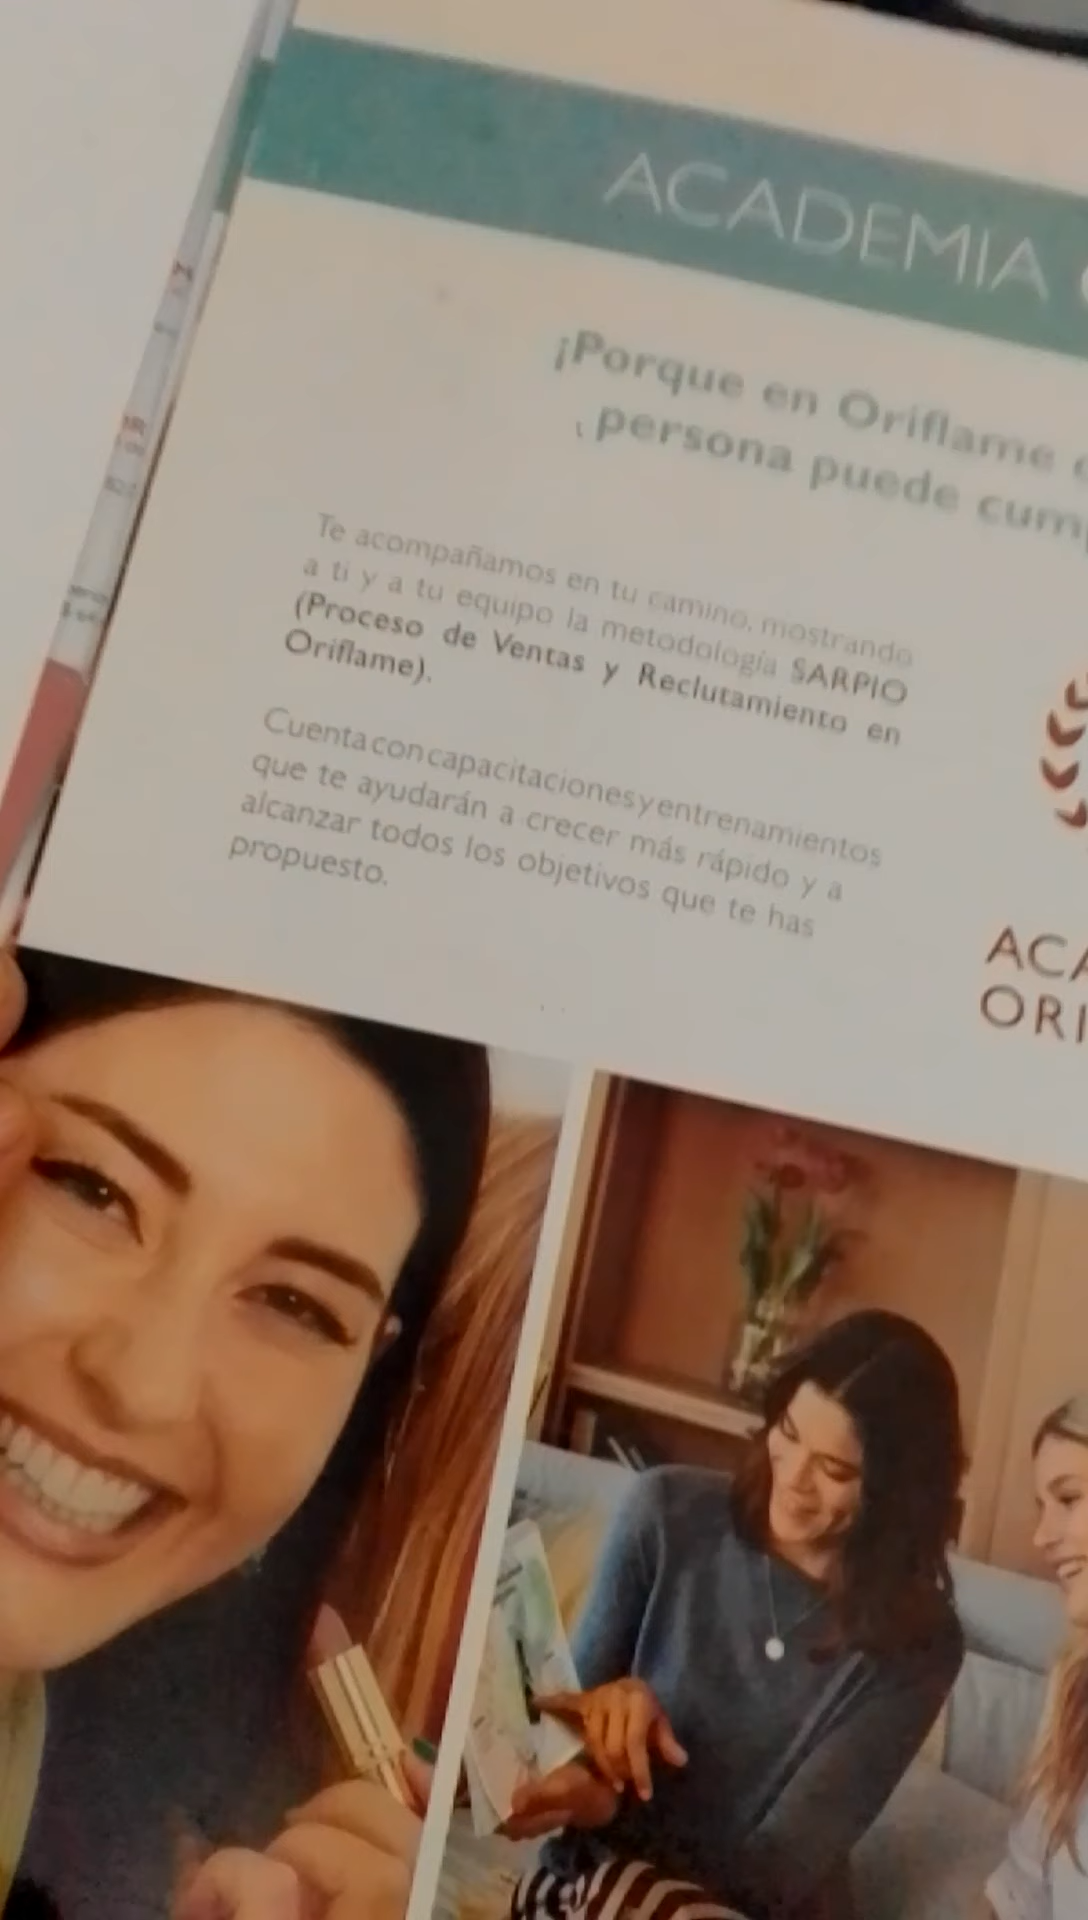 ACADEMIA
¡Porque en Oriflame
persona puede
Te acompañamos en tu camino, mostrando
a ti y a tu equipo la metodología SARPIO
(Proceso de Ventas y Reclutamiento en
Oriflame).
Cuenta con capacitaciones y entrenamientos
que te ayudarán a crecer más rápido y a
alcanzar todos los objetivos que te has
propuesto.
ACA
ORI